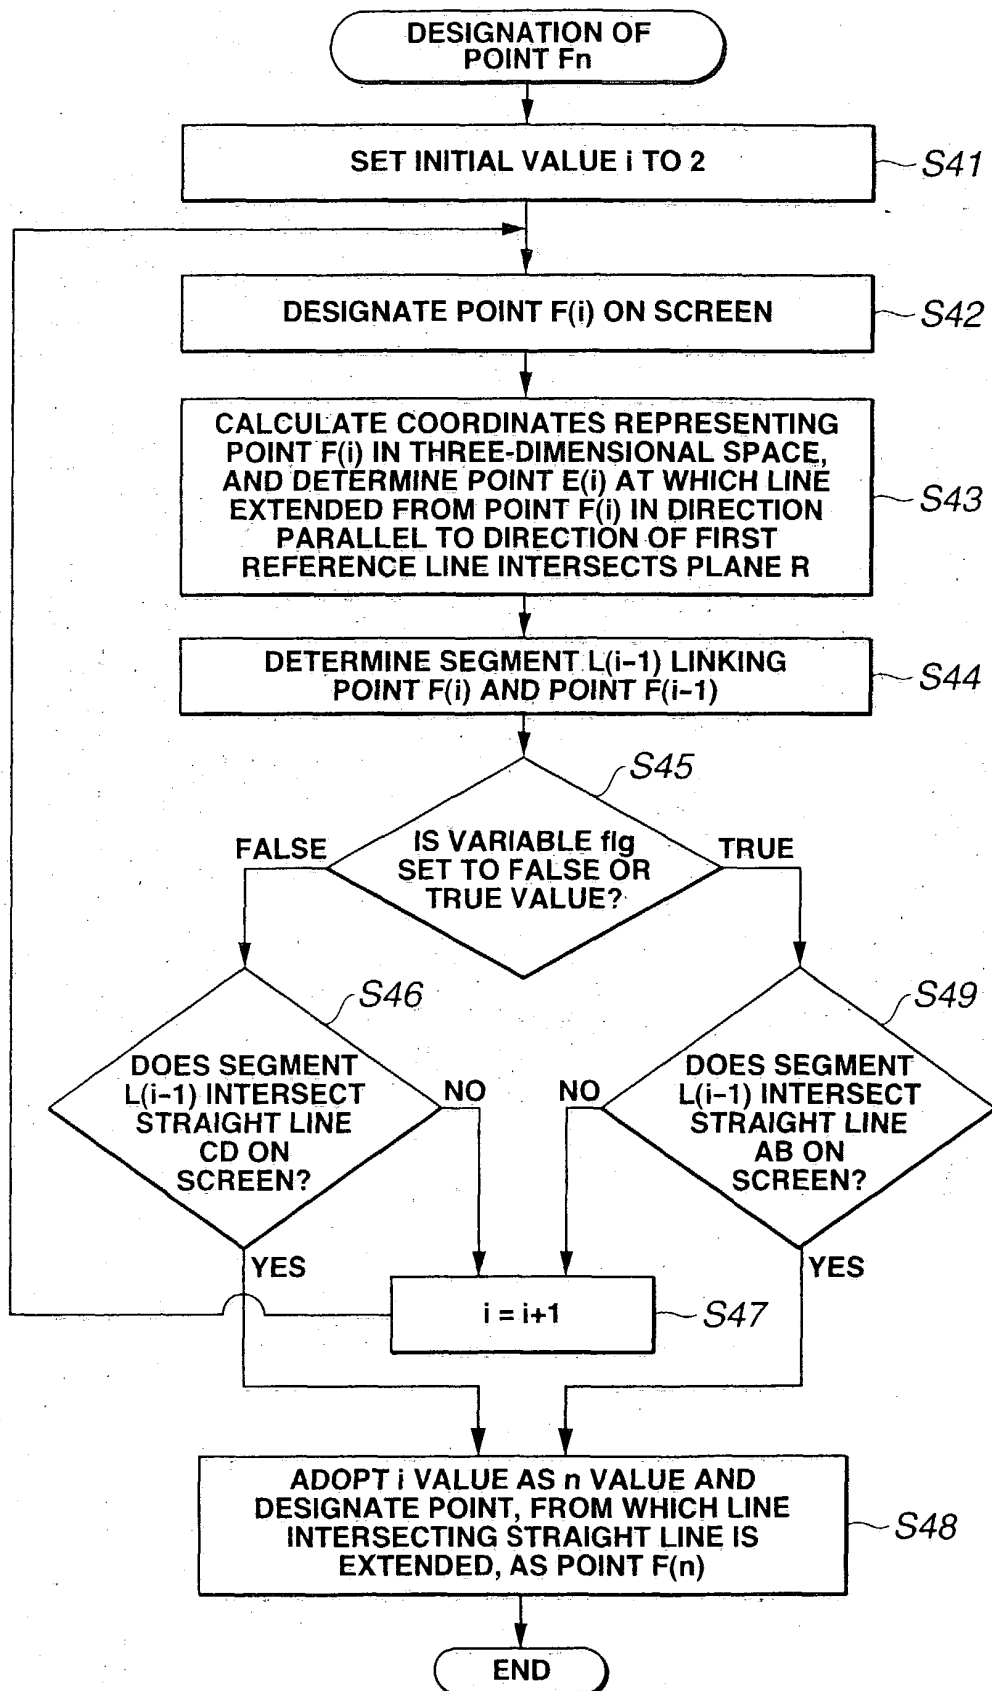 DESIGNATION OF
POINT Fn
SET INITIAL VALUE i TO 2
S41
DESIGNATE POINT F(i) ON SCREEN
S42
CALCULATE COORDINATES REPRESENTING
POINT F(i) IN THREE-DIMENSIONAL SPACE,
AND DETERMINE POINT E(i) AT WHICH LINE
EXTENDED FROM POINT F(i) IN DIRECTION
PARALLEL TO DIRECTION OF FIRST
REFERENCE LINE INTERSECTS PLANE R
S43
DETERMINE SEGMENT L(i-1) LINKING
POINT F(i) AND POINT F(i-1)
S44
S45
IS VARIABLE flg
SET TO FALSE OR
TRUE VALUE?
FALSE
TRUE
S46
DOES SEGMENT
L(i-1) INTERSECT
STRAIGHT LINE
CD ON
SCREEN?
NO
YES
S49
DOES SEGMENT
L(i-1) INTERSECT
STRAIGHT LINE
AB ON
SCREEN?
NO
YES
i = i+1
S47
ADOPT i VALUE AS n VALUE AND
DESIGNATE POINT, FROM WHICH LINE
INTERSECTING STRAIGHT LINE IS
EXTENDED, AS POINT F(n)
S48
END